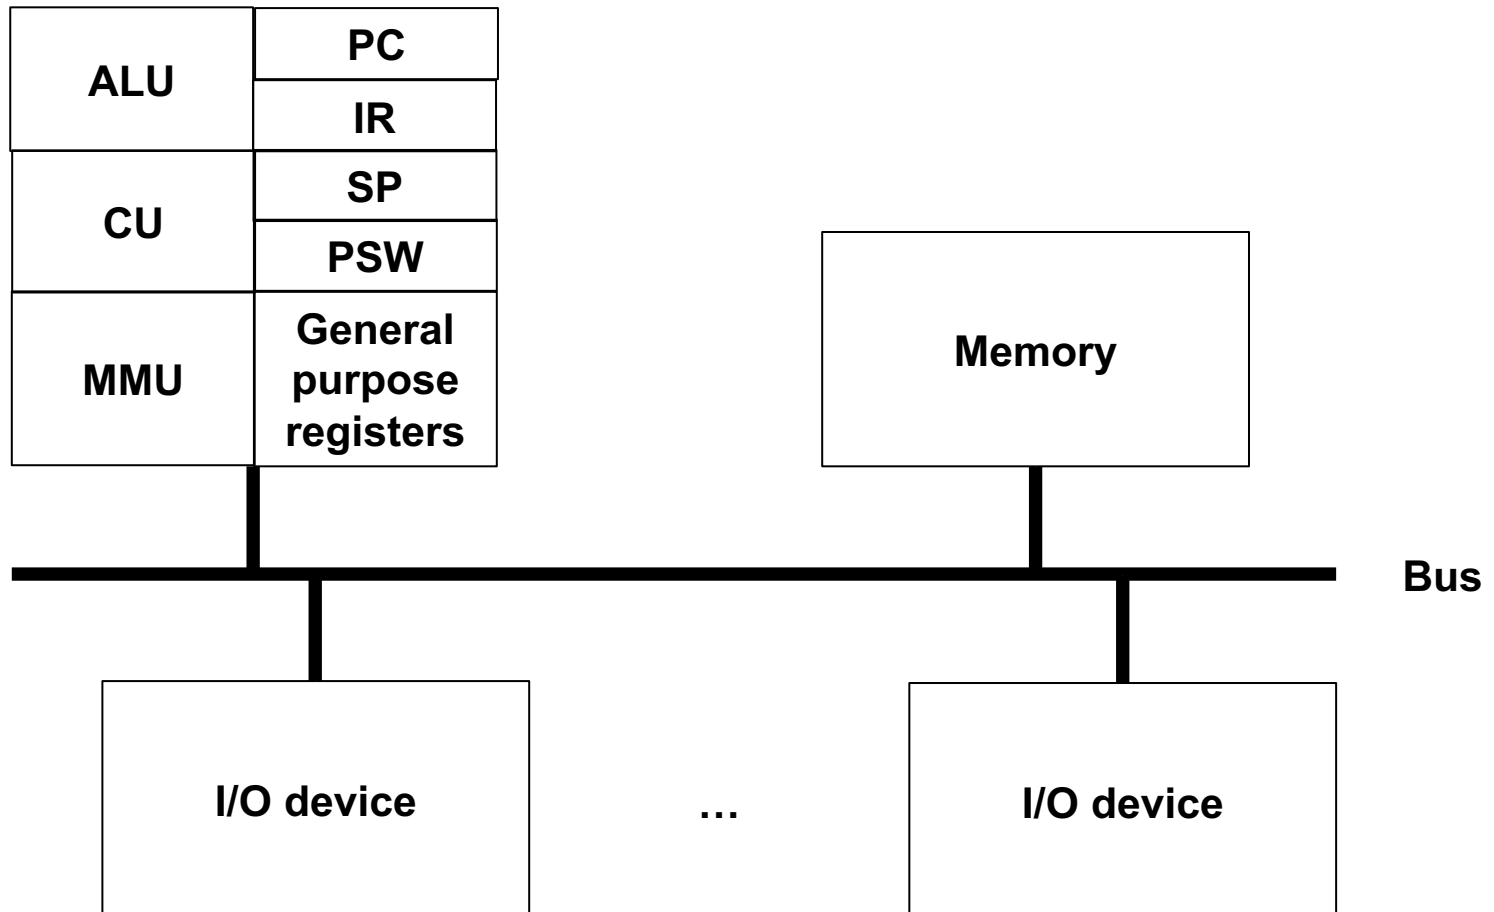 ALU
PC
IR
CU
SP
PSW
MMU
General
purpose
registers
Memory
Bus
I/O device
...
I/O device